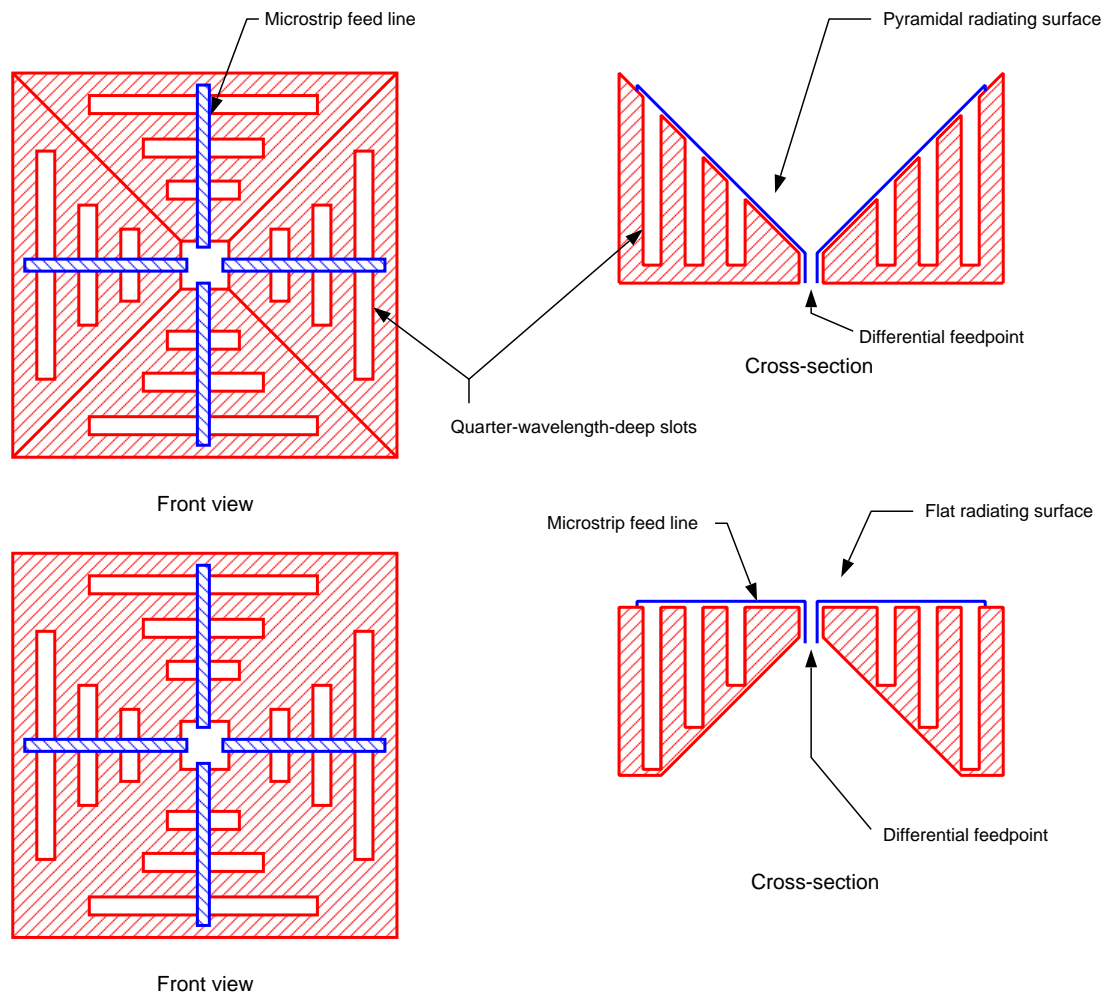 Microstrip feed line
Pyramidal radiating surface
Differential feedpoint
Cross-section
Quarter-wavelength-deep slots
Front view
Microstrip feed line
Flat radiating surface
Differential feedpoint
Cross-section
Front view